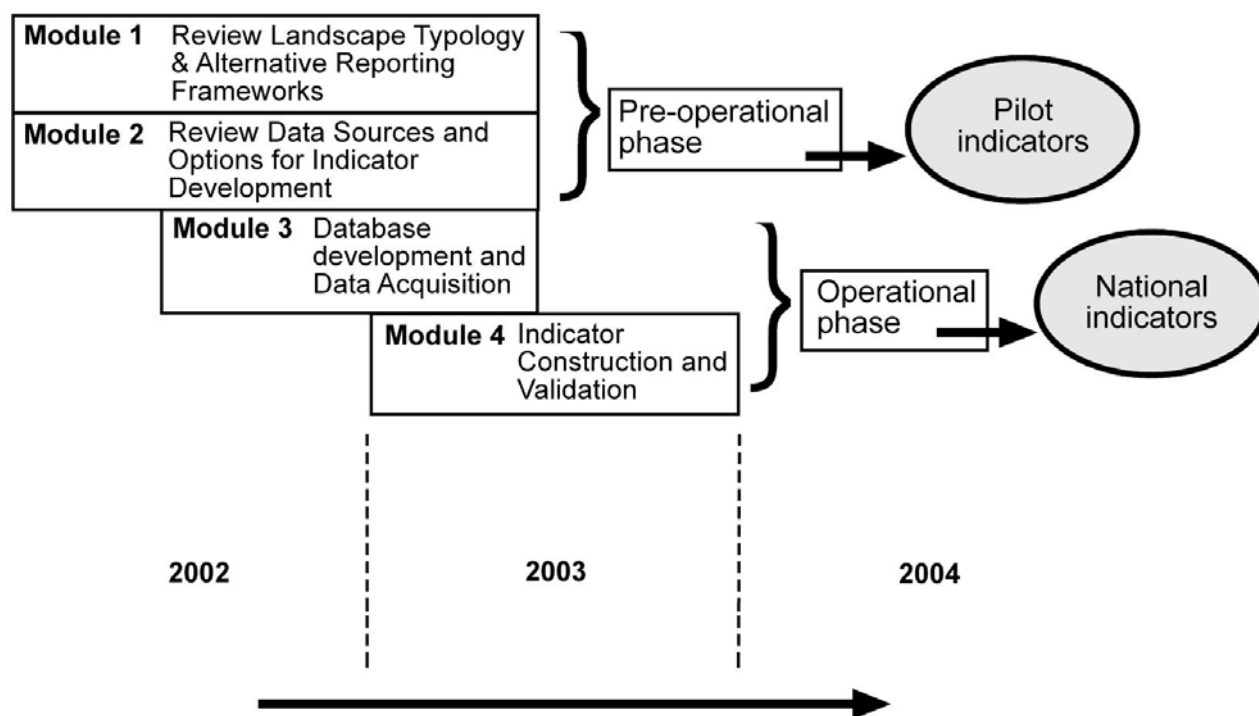 Module 1 Review Landscape Typology
& Alternative Reporting
Frameworks
Module 2 Review Data Sources and
Options for Indicator
Development
Module 3 Database
development and
Data Acquisition
Module 4 Indicator
Construction and
Validation
Pre-operational
phase
Pilot
indicators
Operational
phase
National
indicators
2002
2003
2004